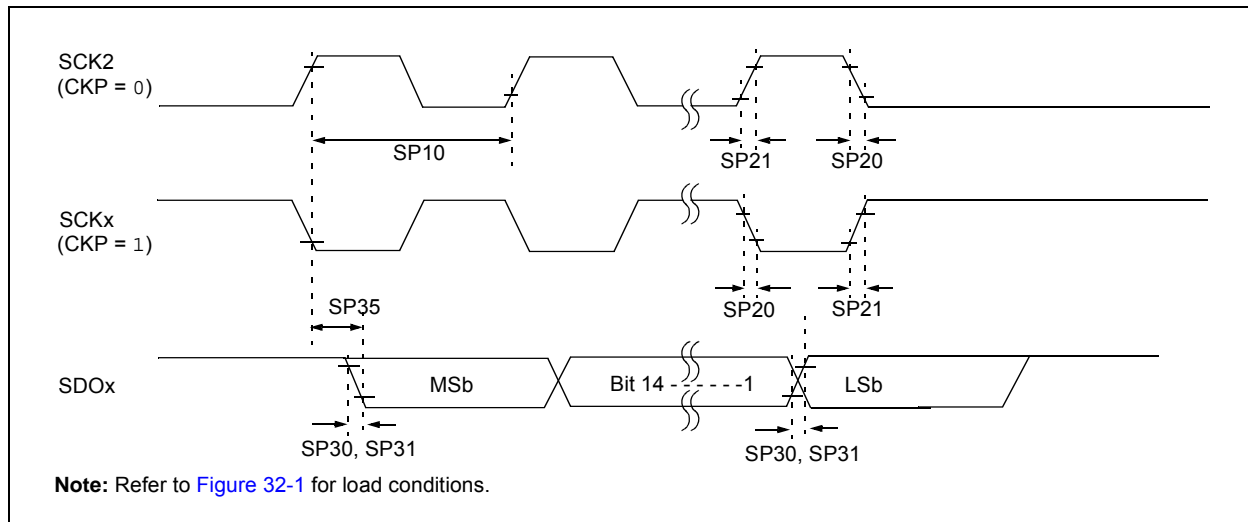 SCK2
(CKP = 0)
SP10
SP21
SP20
SCKx
(CKP = 1)
SP35
SP20
SP21
SDOx
MSb
Bit 14 - - - - - -1
LSb
SP30, SP31
SP30, SP31
Note: Refer to Figure 32-1 for load conditions.